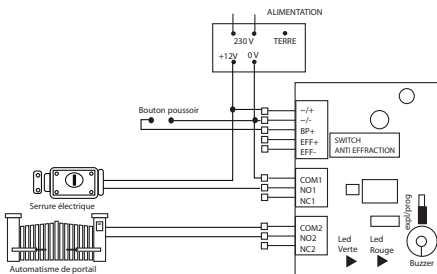 ALIMENTATION
230 V
TERRE
+12V
0 V
Bouton poussoir
–/+
–/-
BP+
EFF+
EFF-
SWITCH
ANTI EFFRACTION
COM1
NO1
NC1
Serrure électrique
COM2
NO2
NC2
Led
Verte
Led
Rouge
expl/prog
Buzzer
Automatisme de portail